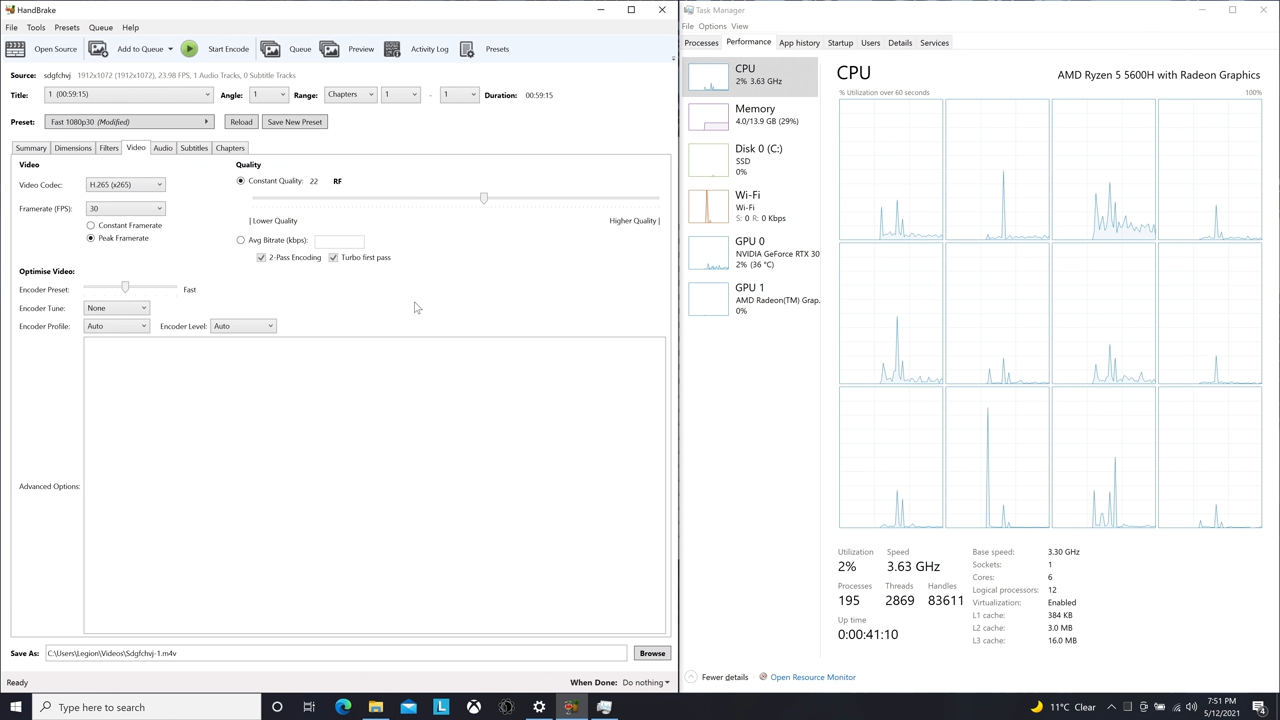 HandBrake
File Tools Presets Queue Help
Open Source Add to Queue Start Encode Queue Preview Activity Log Presets
Source: sdgfchvj 1912x1072 (1912x1072), 23.98 FPS, 1 Audio Tracks, 0 Subtitle Tracks
Title: 1 (00:59:15) Angle: 1 Range: Chapters 1 - 1 Duration: 00:59:15
Preset: Fast 1080p30 (Modified) Reload Save New Preset
Summary Dimensions Filters Video Audio Subtitles Chapters
Video Quality
Video Codec: H.265 (x265) Constant Quality: 22 RF
Framerate (FPS): 30 | Lower Quality Higher Quality |
Constant Framerate
Peak Framerate Avg Bitrate (kbps):
2-Pass Encoding Turbo first pass
Optimise Video:
Encoder Preset: Fast
Encoder Tune: None
Encoder Profile: Auto Encoder Level: Auto
Advanced Options:
Save As: C:\Users\Legion\Videos\Sdgfchvj-1.m4v Browse
Ready When Done: Do nothing
Task Manager
File Options View
Processes Performance App history Startup Users Details Services
CPU
2% 3.63 GHz
Memory
4.0/13.9 GB (29%)
Disk 0 (C:)
SSD
0%
Wi-Fi
Wi-Fi
S: 0 R: 0 Kbps
GPU 0
NVIDIA GeForce RTX 30
2% (36 °C)
GPU 1
AMD Radeon(TM) Grap.
0%
CPU AMD Ryzen 5 5600H with Radeon Graphics
% Utilization over 60 seconds 100%
Utilization Speed
2% 3.63 GHz
Processes Threads Handles
195 2869 83611
Up time
0:00:41:10
Base speed: 3.30 GHz
Sockets: 1
Cores: 6
Logical processors: 12
Virtualization: Enabled
L1 cache: 384 KB
L2 cache: 3.0 MB
L3 cache: 16.0 MB
Fewer details Open Resource Monitor
Type here to search
11°C Clear
7:51 PM
5/12/2021
4